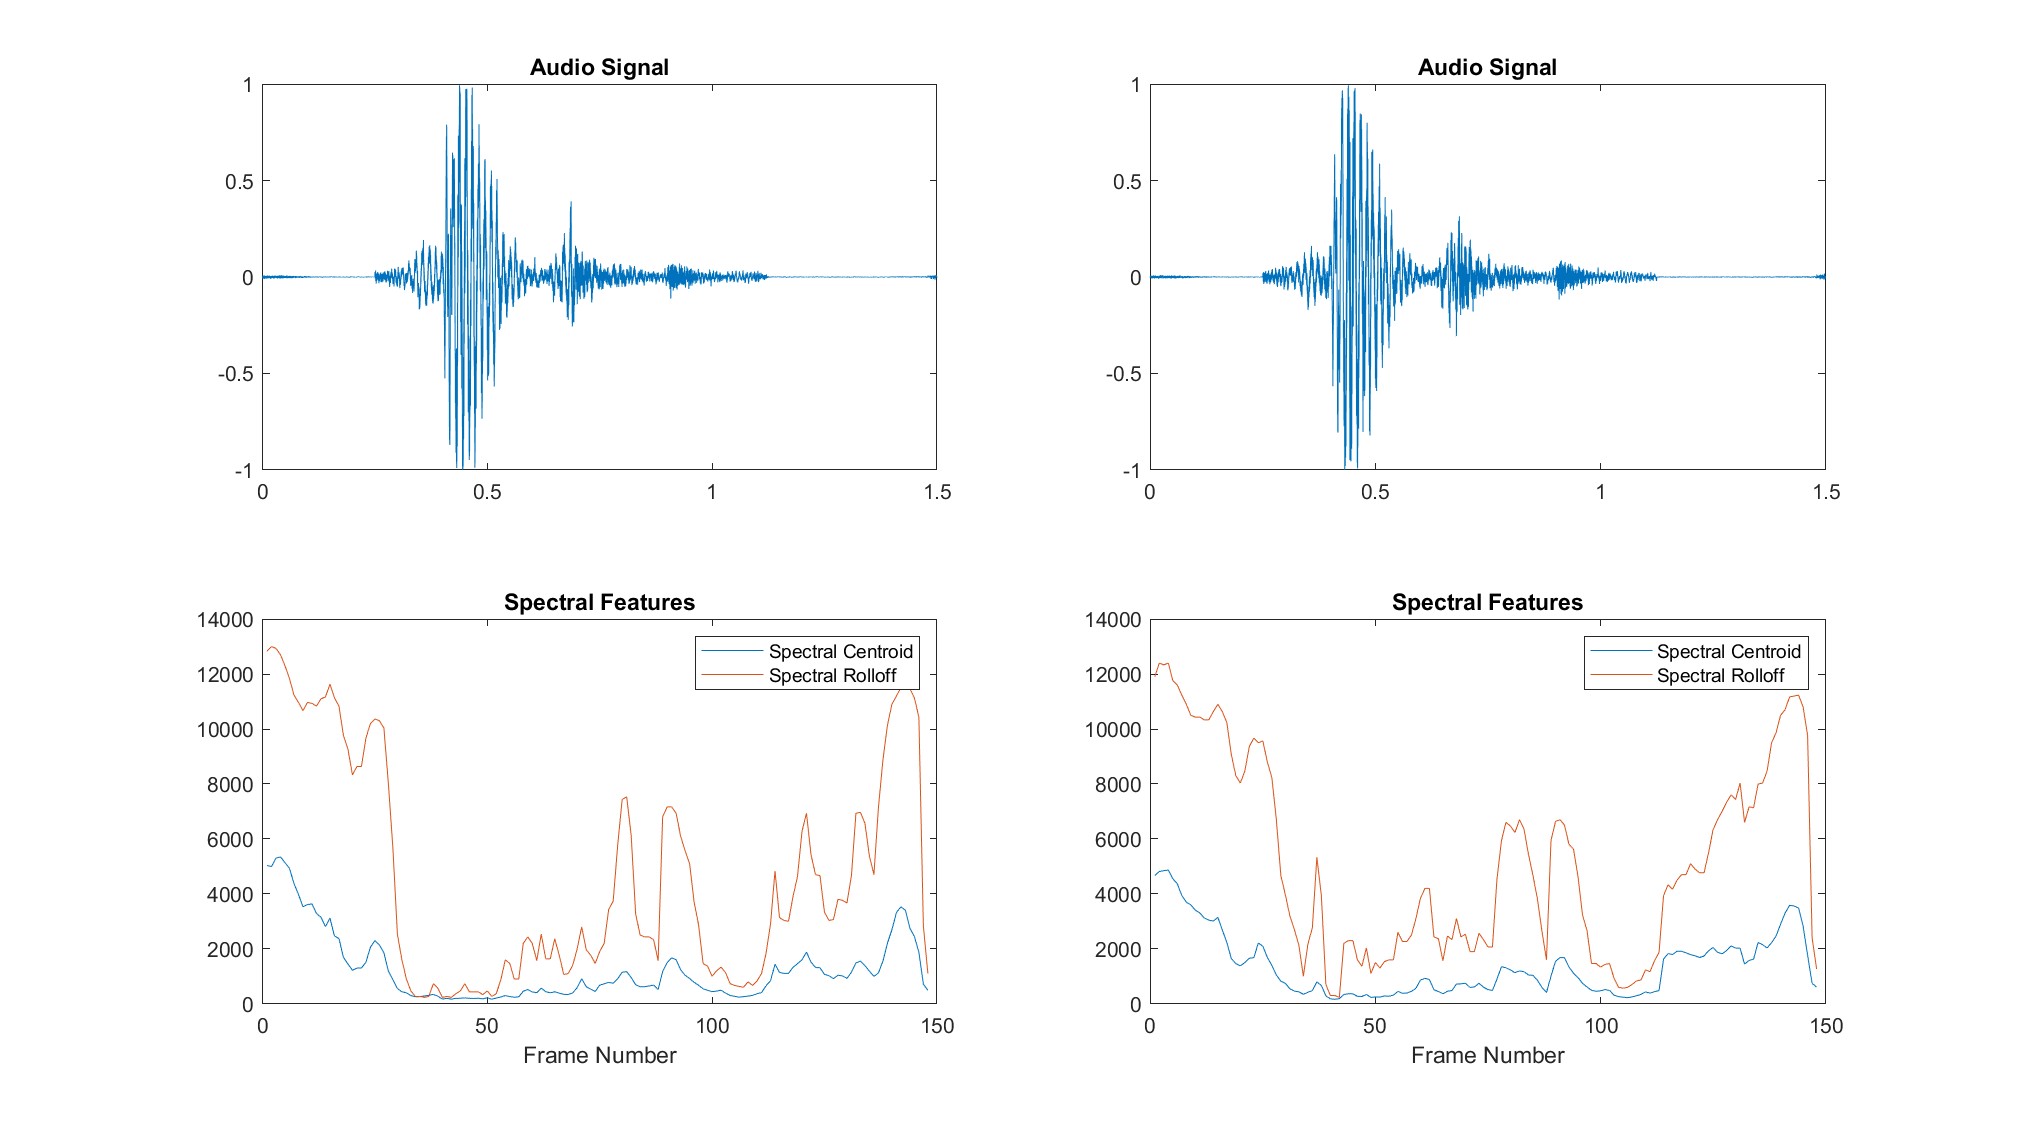 Audio Signal
1
0.5
0
-0.5
-1
0 0.5 1 1.5
Audio Signal
1
0.5
0
-0.5
-1
0 0.5 1 1.5
Spectral Features
14000
12000
10000
8000
6000
4000
2000
0
Spectral Centroid
Spectral Rolloff
0 50 100 150
Frame Number
Spectral Features
14000
12000
10000
8000
6000
4000
2000
0
Spectral Centroid
Spectral Rolloff
0 50 100 150
Frame Number